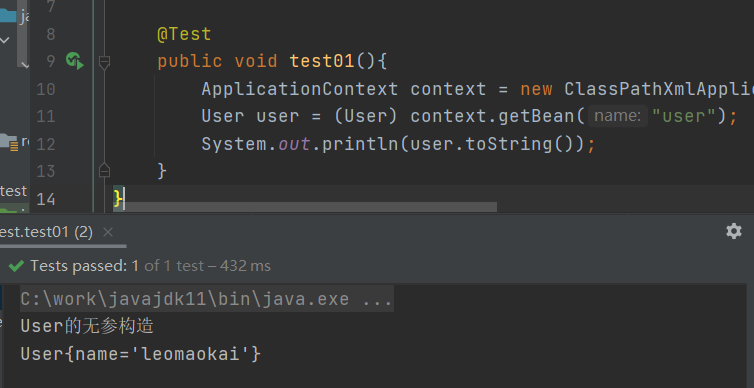 7
ja
8 @Test
9 public void test01(){
10 ApplicationContext context = new ClassPathXmlApplic
11 User user = (User) context.getBean( name: "user");
re
12 System.out.println(user.toString());
13 }
test
14 }
est.test01 (2) ×
Tests passed: 1 of 1 test – 432 ms
C:\work\javajdk11\bin\java.exe ...
User的无参构造
User{name='leomaokai'}